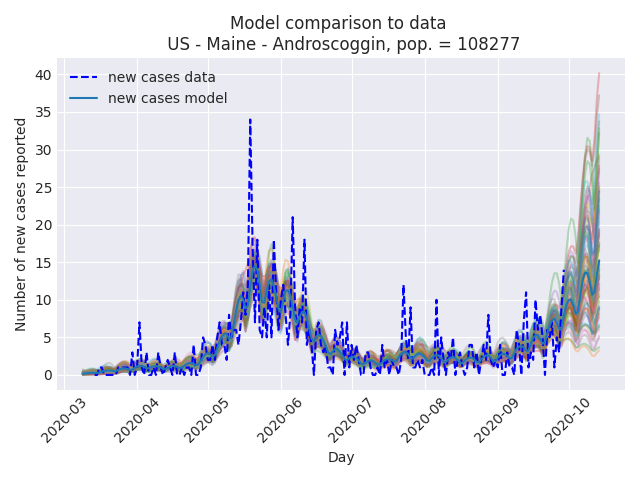 Model comparison to data
US - Maine - Androscoggin, pop. = 108277
new cases data
new cases model
Number of new cases reported
40
35
30
25
20
15
10
5
0
2020-03
2020-04
2020-05
2020-06
2020-07
2020-08
2020-09
2020-10
Day